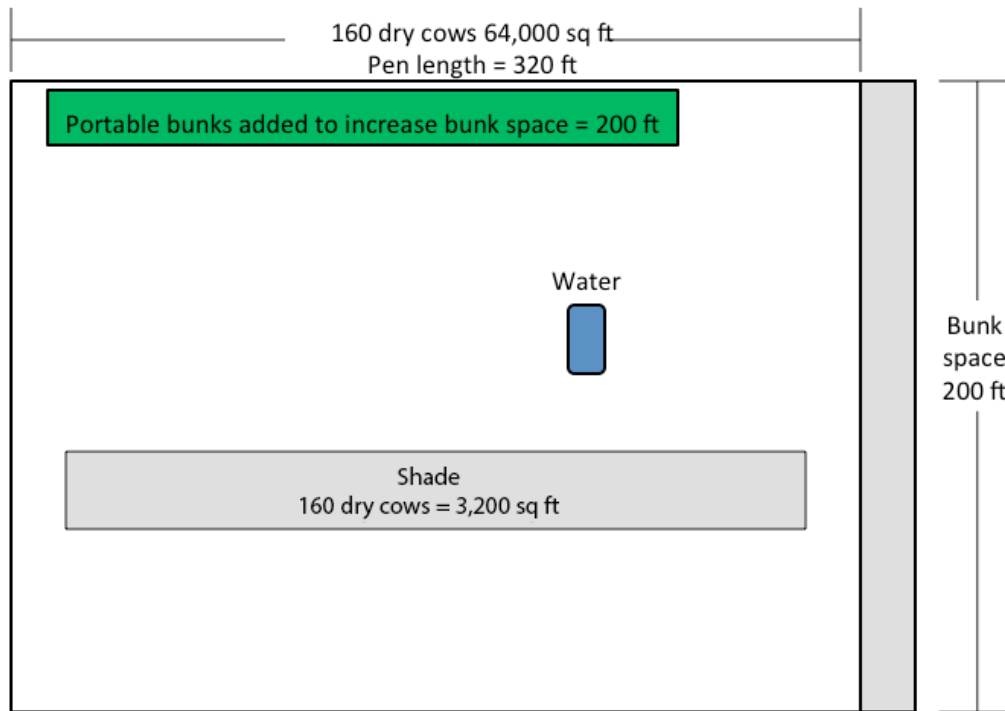 160 dry cows 64,000 sq ft
Pen length = 320 ft
Portable bunks added to increase bunk space = 200 ft
Water
Bunk
space
200 ft
Shade
160 dry cows = 3,200 sq ft